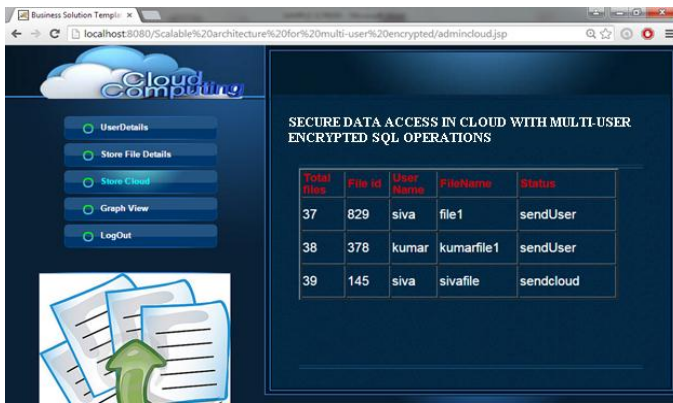 Business Solution Templa
localhost:8080/Scalable%20architecture%20for%20multi-user%20encrypted/admincloud.jsp
Cloud
Computing
UserDetails
Store File Details
Store Cloud
Graph View
LogOut
SECURE DATA ACCESS IN CLOUD WITH MULTI-USER
ENCRYPTED SQL OPERATIONS
Total files File id User Name FileName Status
37 829 siva file1 sendUser
38 378 kumar kumarfile1 sendUser
39 145 siva sivafile sendcloud